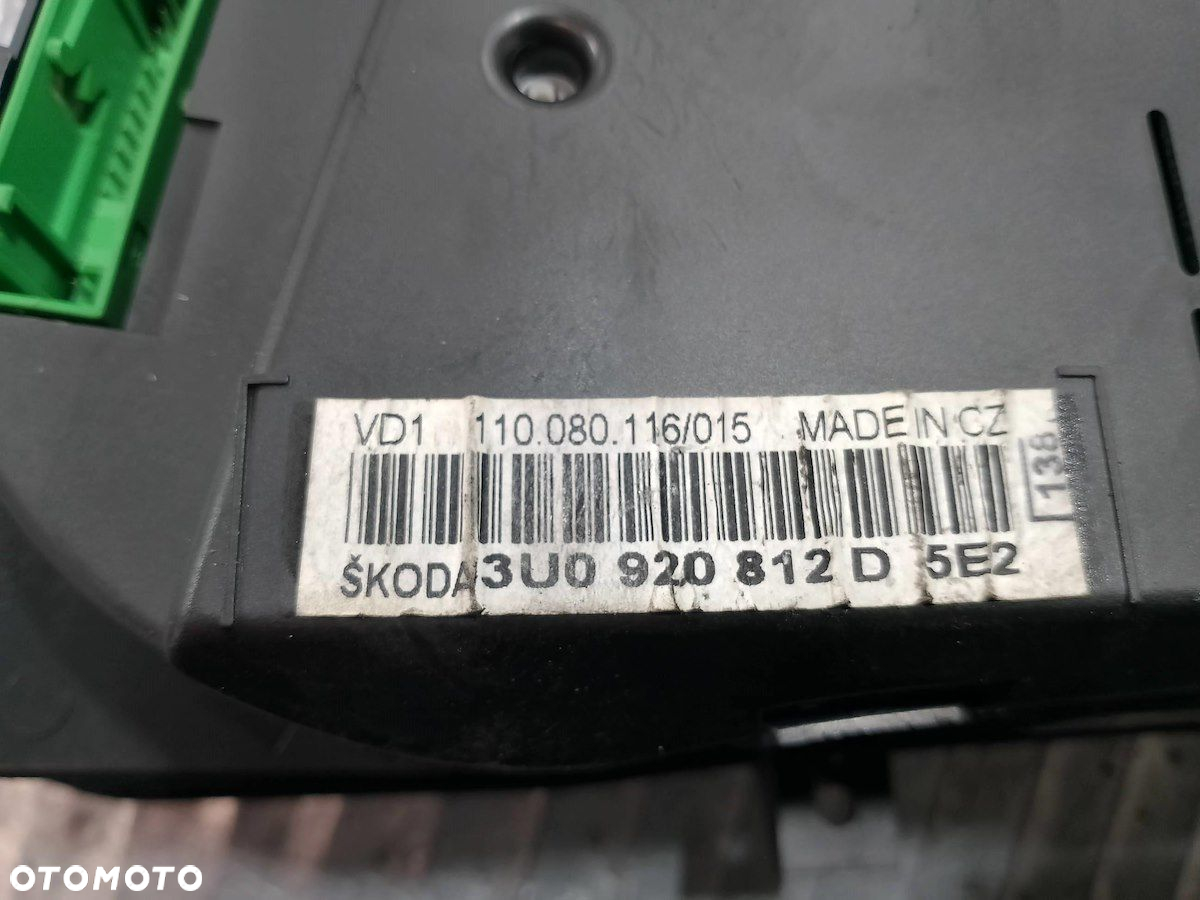 VD1 110.080.116/015 MADE IN CZ
138
ŠKODA 3U0 920 812 D 5E2
OTOMOTO